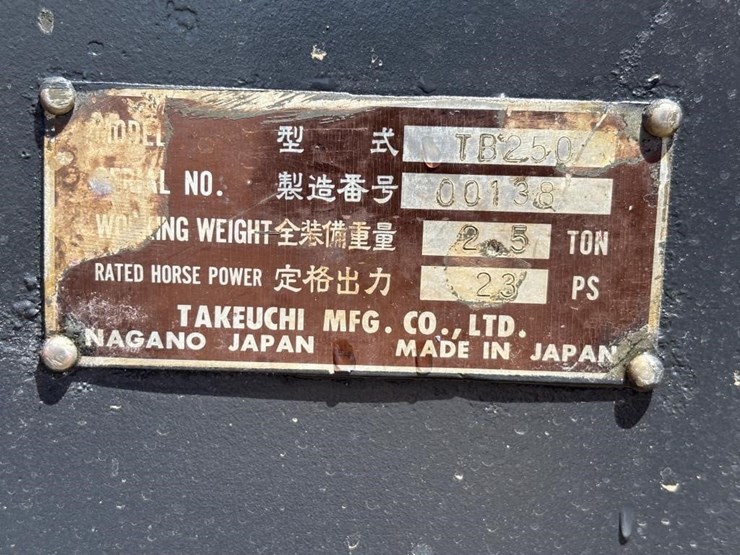 MODEL 型式 TB250
SERIAL NO. 製造番号 00138
WORKING WEIGHT 全装備重量 2.5 TON
RATED HORSE POWER 定格出力 23 PS
TAKEUCHI MFG. CO., LTD.
NAGANO JAPAN MADE IN JAPAN